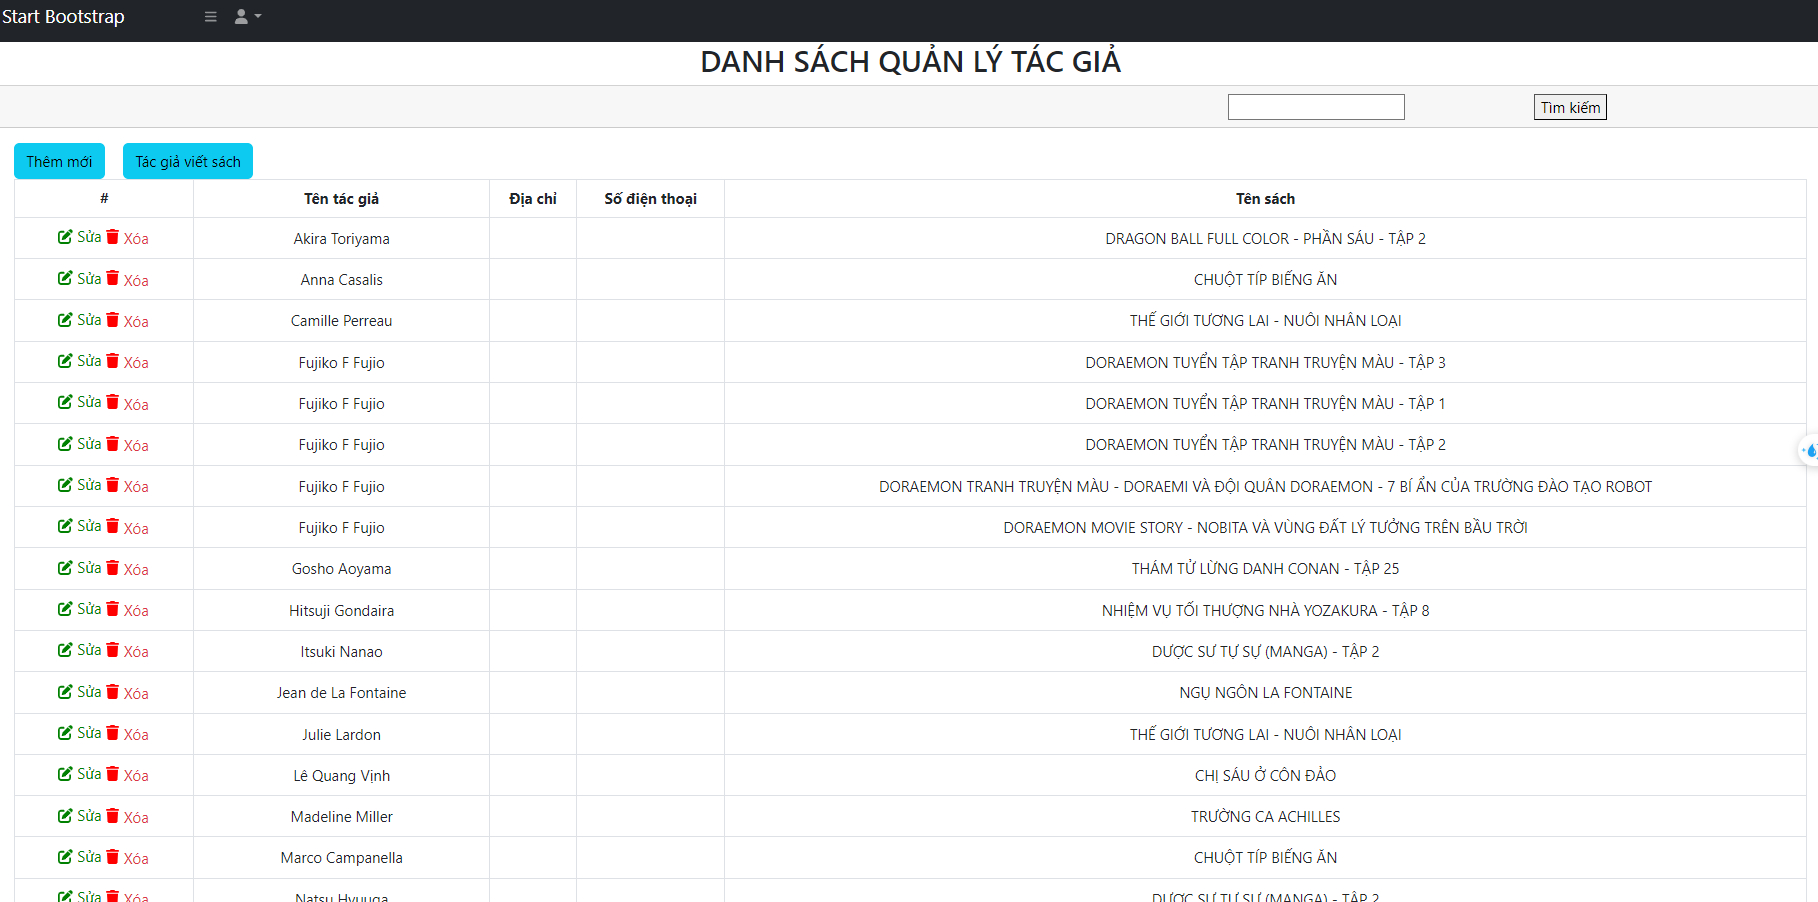 Start Bootstrap
DANH SÁCH QUẢN LÝ TÁC GIẢ
Tìm kiếm
Thêm mới Tác giả viết sách
# Tên tác giả Địa chỉ Số điện thoại Tên sách
Sửa Xóa Akira Toriyama DRAGON BALL FULL COLOR - PHẦN SÁU - TẬP 2
Sửa Xóa Anna Casalis CHUỘT TÍP BIẾNG ĂN
Sửa Xóa Camille Perreau THẾ GIỚI TƯƠNG LAI - NUÔI NHÂN LOẠI
Sửa Xóa Fujiko F Fujio DORAEMON TUYỂN TẬP TRANH TRUYỆN MÀU - TẬP 3
Sửa Xóa Fujiko F Fujio DORAEMON TUYỂN TẬP TRANH TRUYỆN MÀU - TẬP 1
Sửa Xóa Fujiko F Fujio DORAEMON TUYỂN TẬP TRANH TRUYỆN MÀU - TẬP 2
Sửa Xóa Fujiko F Fujio DORAEMON TRANH TRUYỆN MÀU - DORAEMI VÀ ĐỘI QUÂN DORAEMON - 7 BÍ ẨN CỦA TRƯỜNG ĐÀO TẠO ROBOT
Sửa Xóa Fujiko F Fujio DORAEMON MOVIE STORY - NOBITA VÀ VÙNG ĐẤT LÝ TƯỞNG TRÊN BẦU TRỜI
Sửa Xóa Gosho Aoyama THÁM TỬ LỪNG DANH CONAN - TẬP 25
Sửa Xóa Hitsuji Gondaira NHIỆM VỤ TỐI THƯỢNG NHÀ YOZAKURA - TẬP 8
Sửa Xóa Itsuki Nanao DƯỢC SƯ TỰ SỰ (MANGA) - TẬP 2
Sửa Xóa Jean de La Fontaine NGỤ NGÔN LA FONTAINE
Sửa Xóa Julie Lardon THẾ GIỚI TƯƠNG LAI - NUÔI NHÂN LOẠI
Sửa Xóa Lê Quang Vịnh CHỊ SÁU Ở CÔN ĐẢO
Sửa Xóa Madeline Miller TRƯỜNG CA ACHILLES
Sửa Xóa Marco Campanella CHUỘT TÍP BIẾNG ĂN
Sửa Xóa Natsu Hyuuga DƯỢC SƯ TỰ SỰ (MANGA) - TẬP 2